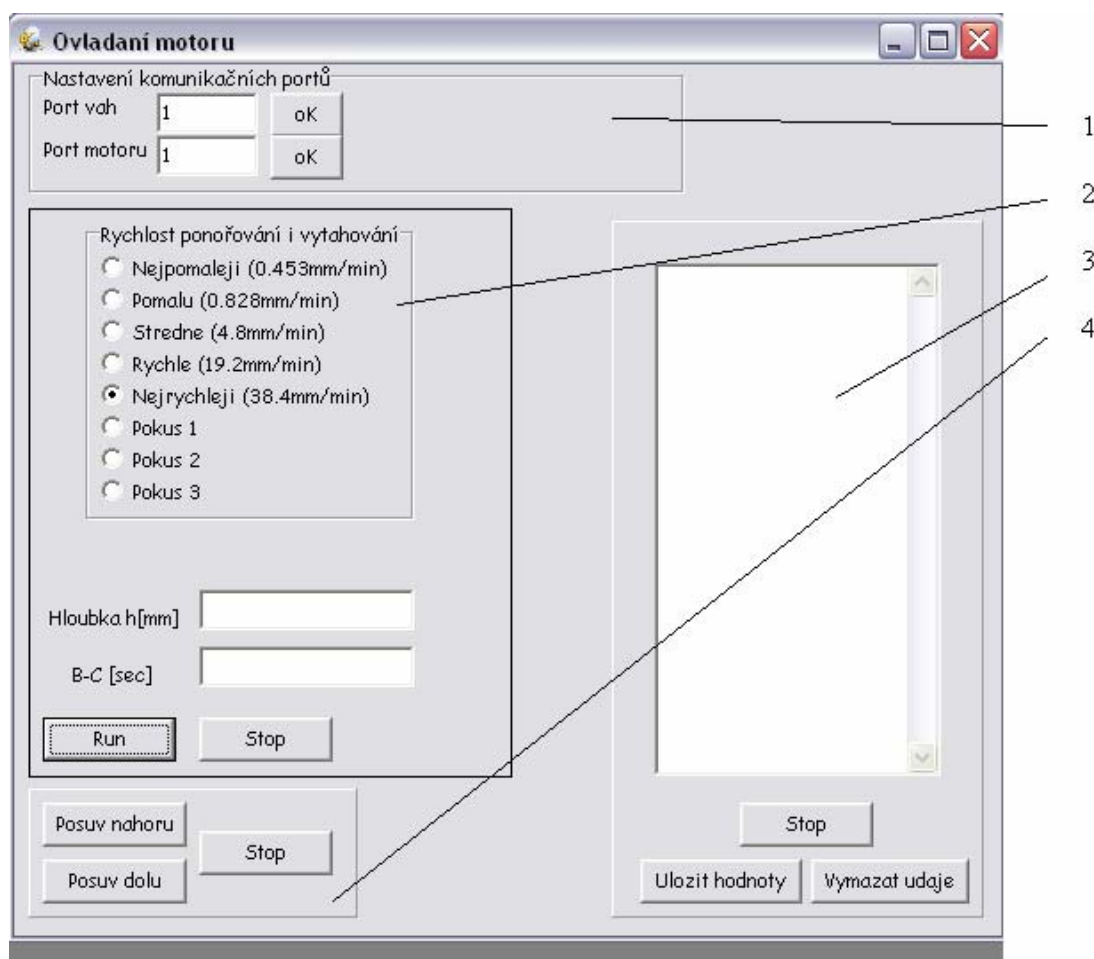 Ovladaní motoru
Nastavení komunikačních portů
Port vah 1 oK
Port motoru 1 oK
1
2
3
4
Rychlost ponořování i vytahování
Nejpomaleji (0.453mm/min)
Pomalu (0.828mm/min)
Stredne (4.8mm/min)
Rychle (19.2mm/min)
Nejrychleji (38.4mm/min)
Pokus 1
Pokus 2
Pokus 3
Hloubka h[mm]
B-C [sec]
Run Stop
Posuv nahoru
Stop
Posuv dolu
Stop
Ulozit hodnoty Vymazat udaje